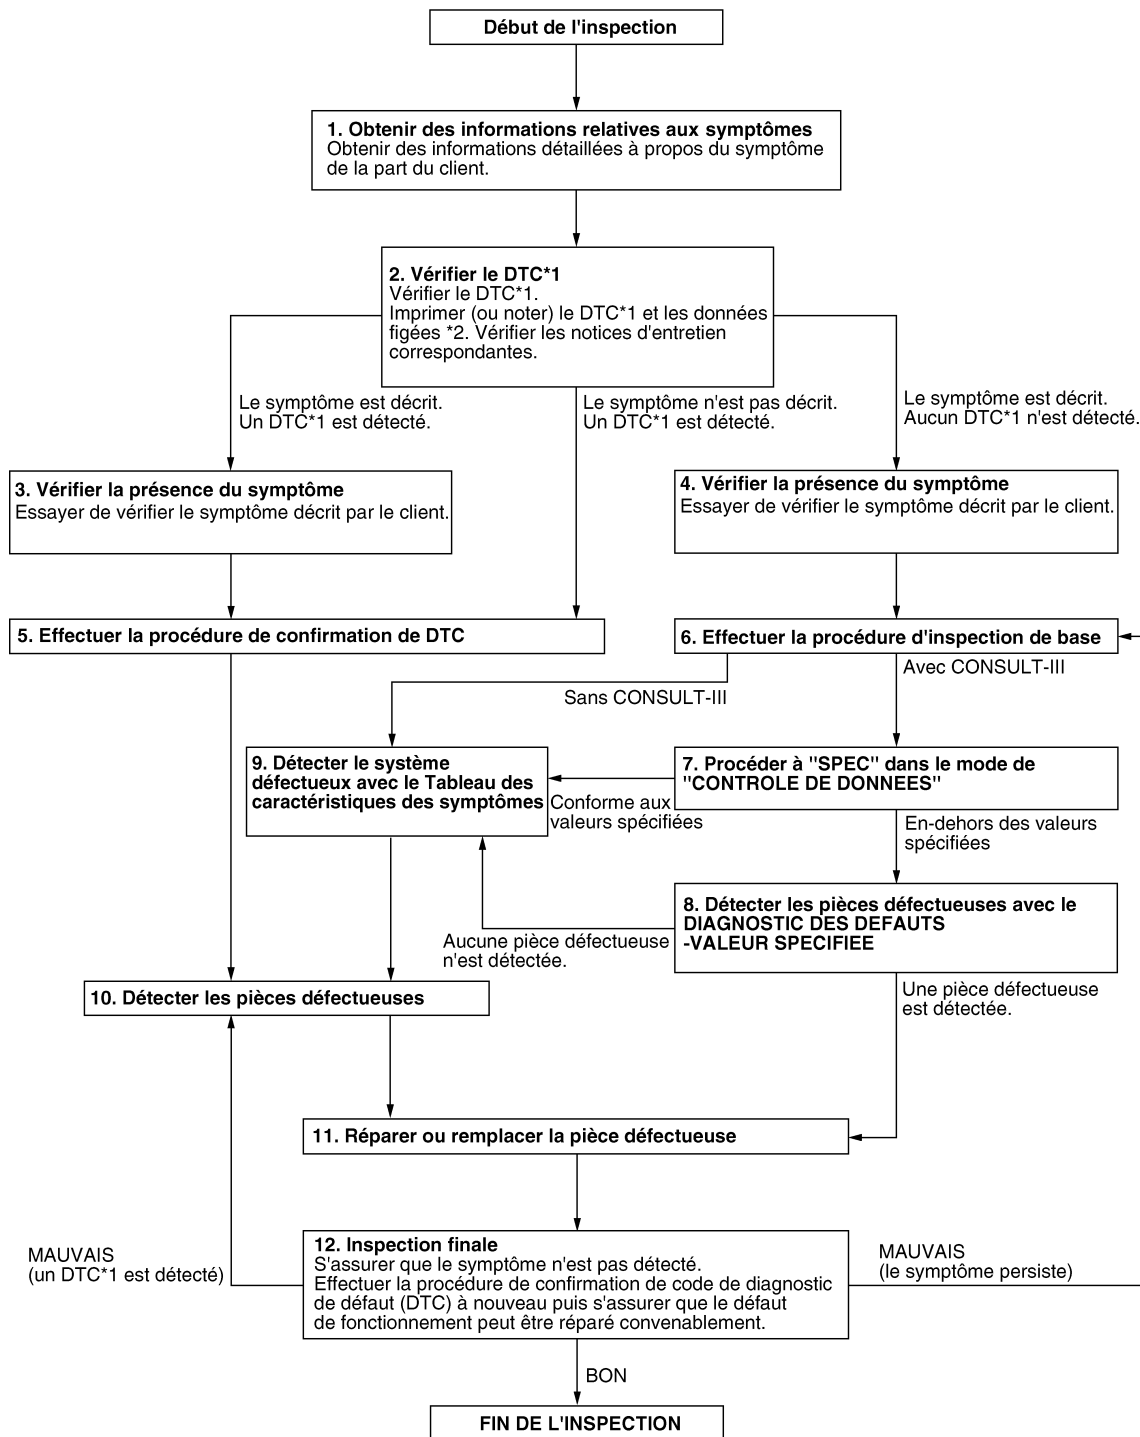 Début de l'inspection
1. Obtenir des informations relatives aux symptômes
Obtenir des informations détaillées à propos du symptôme
de la part du client.
2. Vérifier le DTC*1
Vérifier le DTC*1.
Imprimer (ou noter) le DTC*1 et les données
figées *2. Vérifier les notices d'entretien
correspondantes.
Le symptôme est décrit.
Un DTC*1 est détecté.
Le symptôme n'est pas décrit.
Un DTC*1 est détecté.
Le symptôme est décrit.
Aucun DTC*1 n'est détecté.
3. Vérifier la présence du symptôme
Essayer de vérifier le symptôme décrit par le client.
4. Vérifier la présence du symptôme
Essayer de vérifier le symptôme décrit par le client.
5. Effectuer la procédure de confirmation de DTC
6. Effectuer la procédure d'inspection de base
Sans CONSULT-III
Avec CONSULT-III
9. Détecter le système
défectueux avec le Tableau des
caractéristiques des symptômes
Conforme aux
valeurs spécifiées
7. Procéder à "SPEC" dans le mode de
"CONTROLE DE DONNEES"
En-dehors des valeurs
spécifiées
8. Détecter les pièces défectueuses avec le
DIAGNOSTIC DES DEFAUTS
-VALEUR SPECIFIEE
Aucune pièce défectueuse
n'est détectée.
Une pièce défectueuse
est détectée.
10. Détecter les pièces défectueuses
11. Réparer ou remplacer la pièce défectueuse
MAUVAIS
(un DTC*1 est détecté)
12. Inspection finale
S'assurer que le symptôme n'est pas détecté.
Effectuer la procédure de confirmation de code de diagnostic
de défaut (DTC) à nouveau puis s'assurer que le défaut
de fonctionnement peut être réparé convenablement.
MAUVAIS
(le symptôme persiste)
BON
FIN DE L'INSPECTION